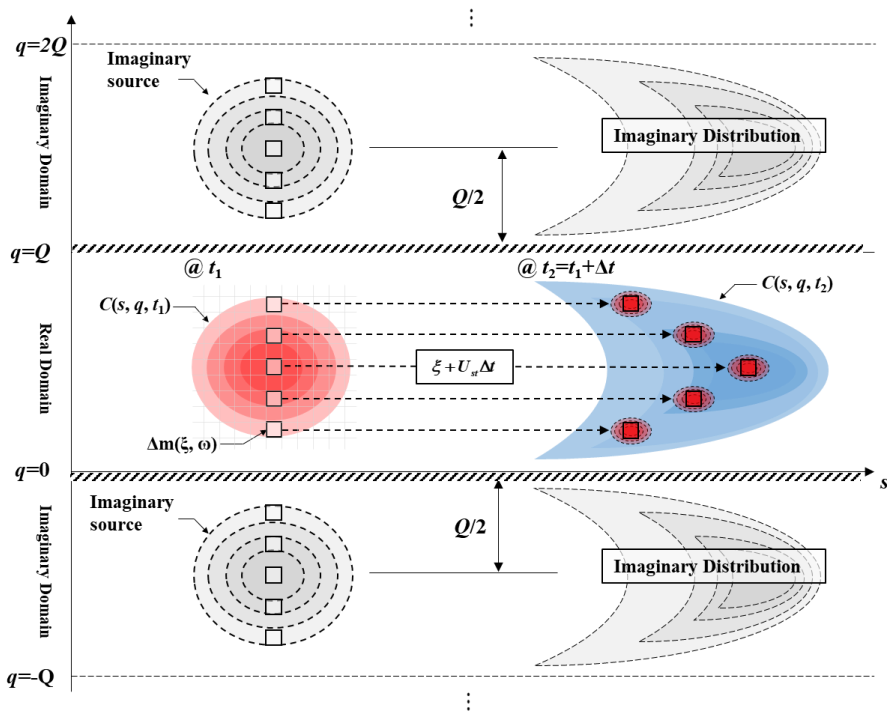 ⋮
q=2Q
Imaginary Domain
Imaginary
source
Imaginary Distribution
Q/2
q=Q
@ t₁
@ t₂=t₁+Δt
C(s, q, t₁)
C(s, q, t₂)
Real Domain
ξ + Uₛₜ Δt
Δm(ξ, ω)
q=0
s
Imaginary Domain
Imaginary
source
Q/2
Imaginary Distribution
q=-Q
⋮